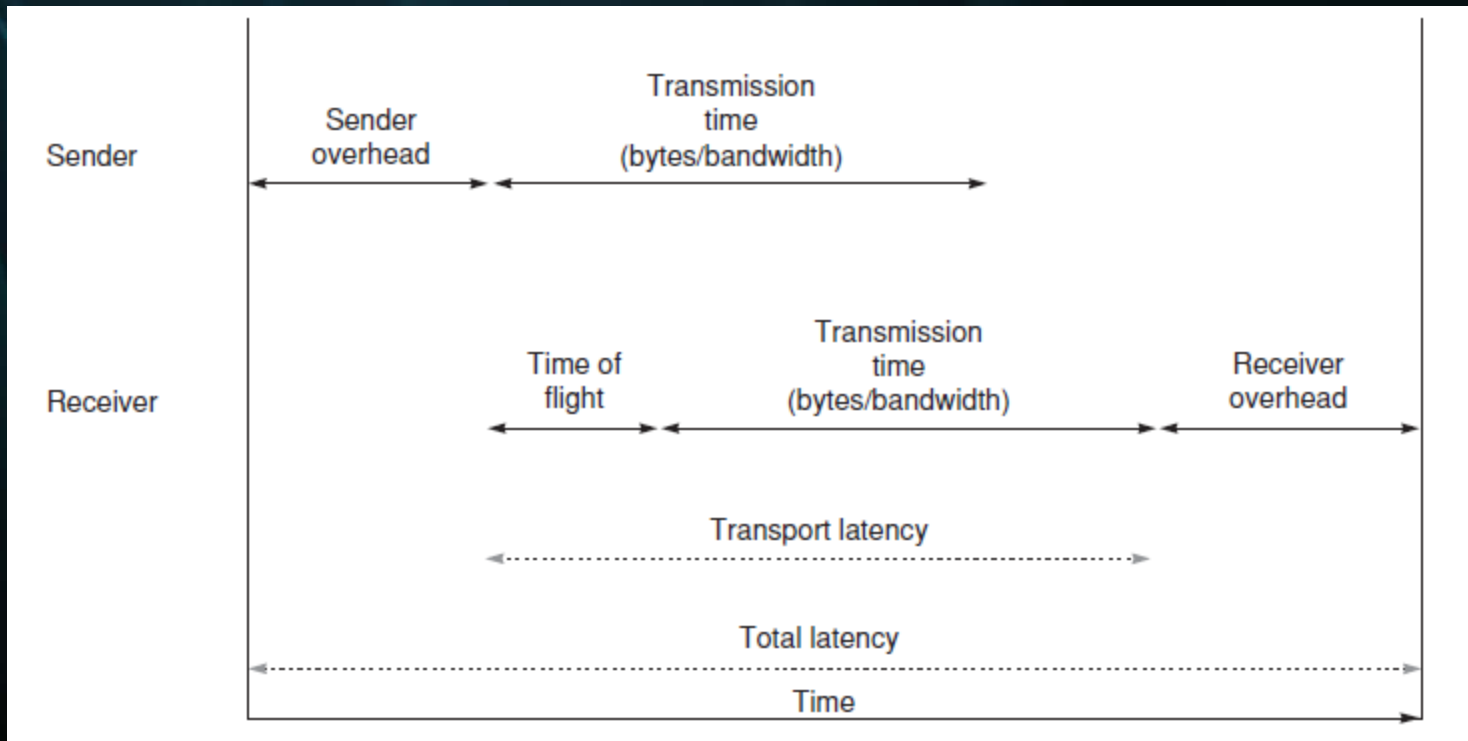 Transmission
time
(bytes/bandwidth)
Sender
overhead
Sender
Transmission
time
(bytes/bandwidth)
Time of
flight
Receiver
overhead
Receiver
Transport latency
Total latency
Time